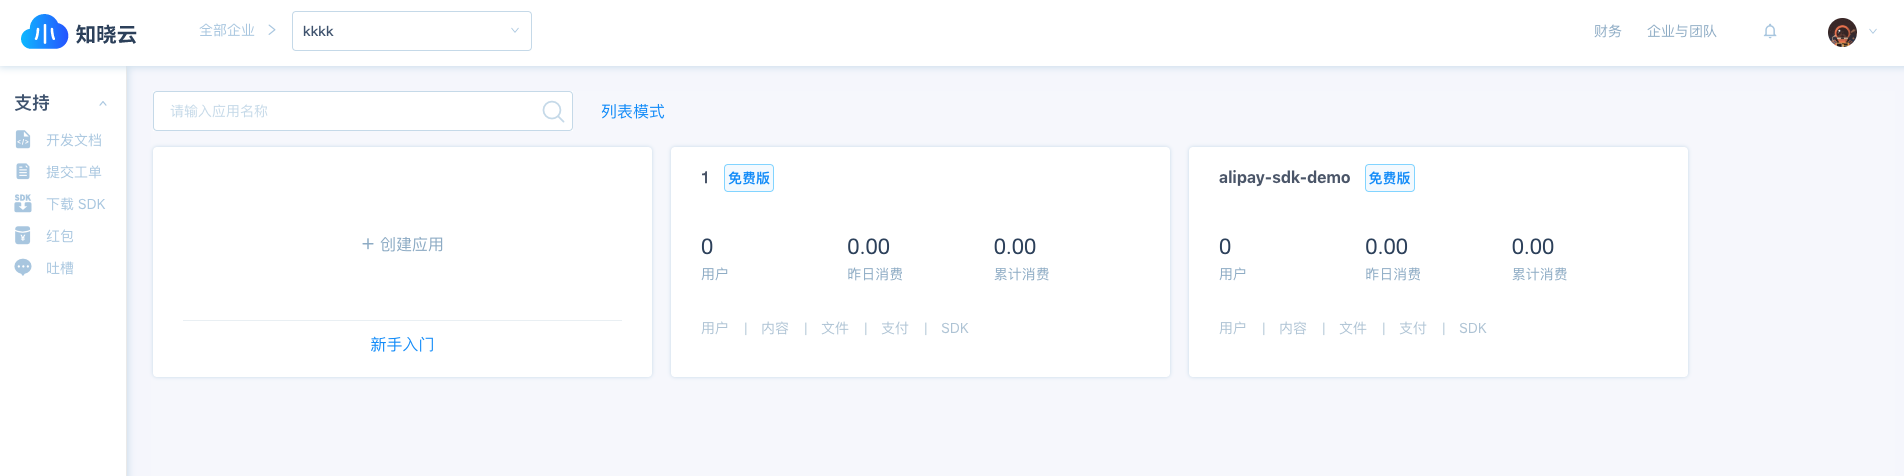 知晓云
全部企业
kkkk
财务
企业与团队
支持
开发文档
提交工单
SDK
下载 SDK
红包
吐槽
请输入应用名称
列表模式
+ 创建应用
新手入门
1 免费版
0 0.00 0.00
用户 昨日消费 累计消费
用户 | 内容 | 文件 | 支付 | SDK
alipay-sdk-demo 免费版
0 0.00 0.00
用户 昨日消费 累计消费
用户 | 内容 | 文件 | 支付 | SDK